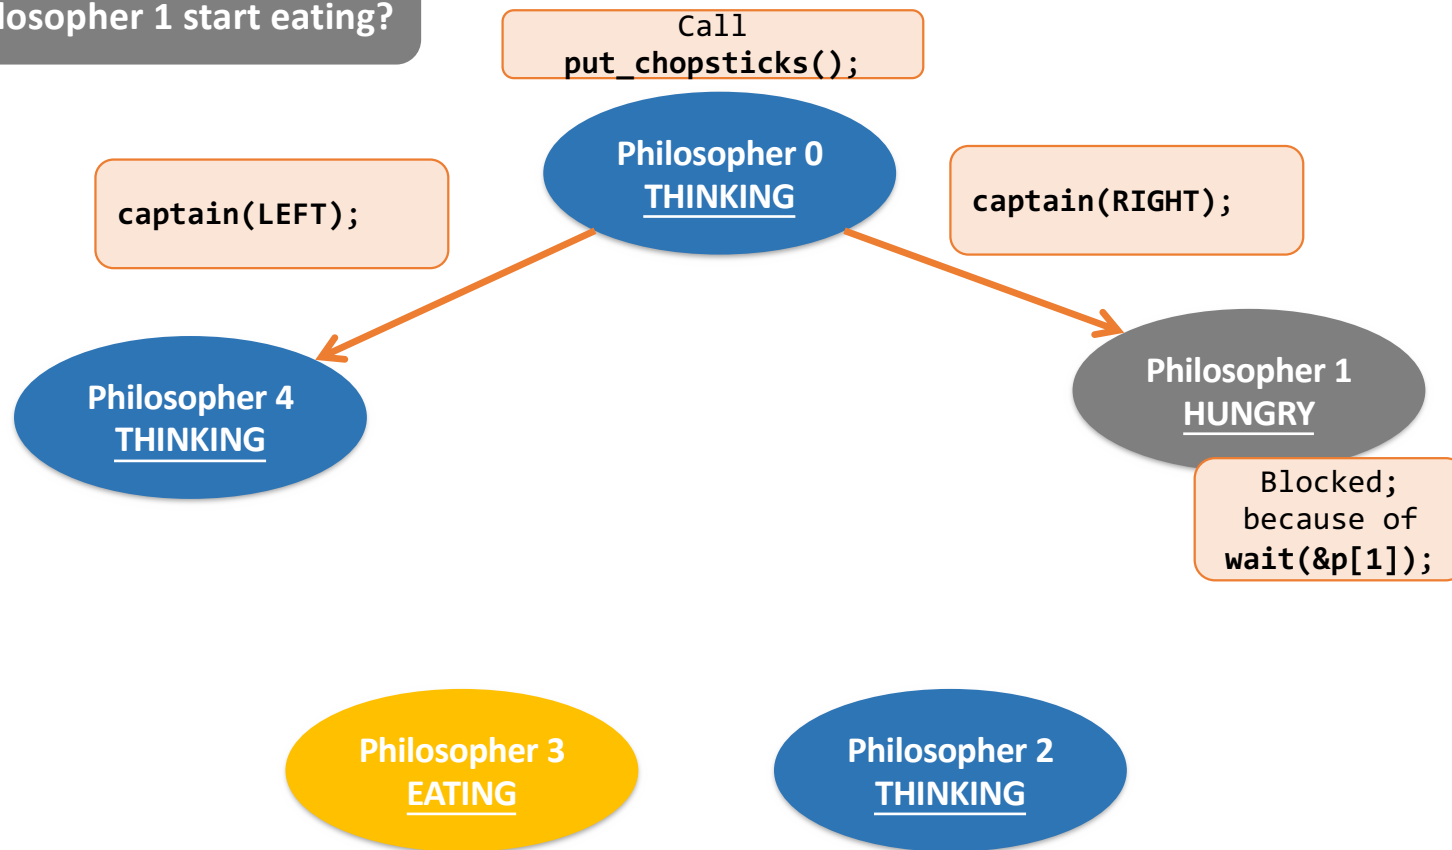 losopher 1 start eating?
Call
put_chopsticks();
Philosopher 0
THINKING
captain(LEFT);
captain(RIGHT);
Philosopher 4
THINKING
Philosopher 1
HUNGRY
Blocked;
because of
wait(&p[1]);
Philosopher 3
EATING
Philosopher 2
THINKING